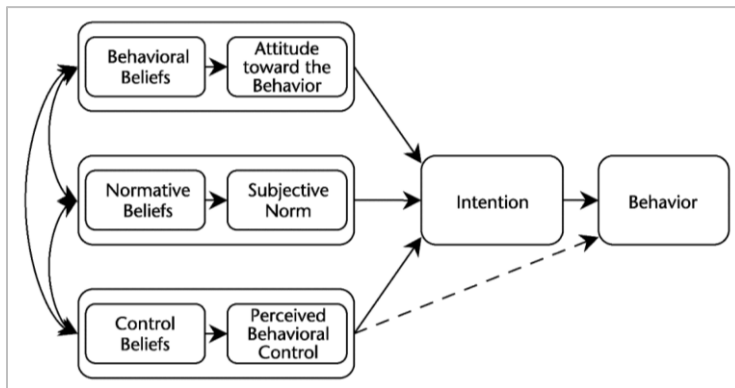 Behavioral
Beliefs
Attitude
toward the
Behavior
Normative
Beliefs
Subjective
Norm
Intention
Behavior
Control
Beliefs
Perceived
Behavioral
Control